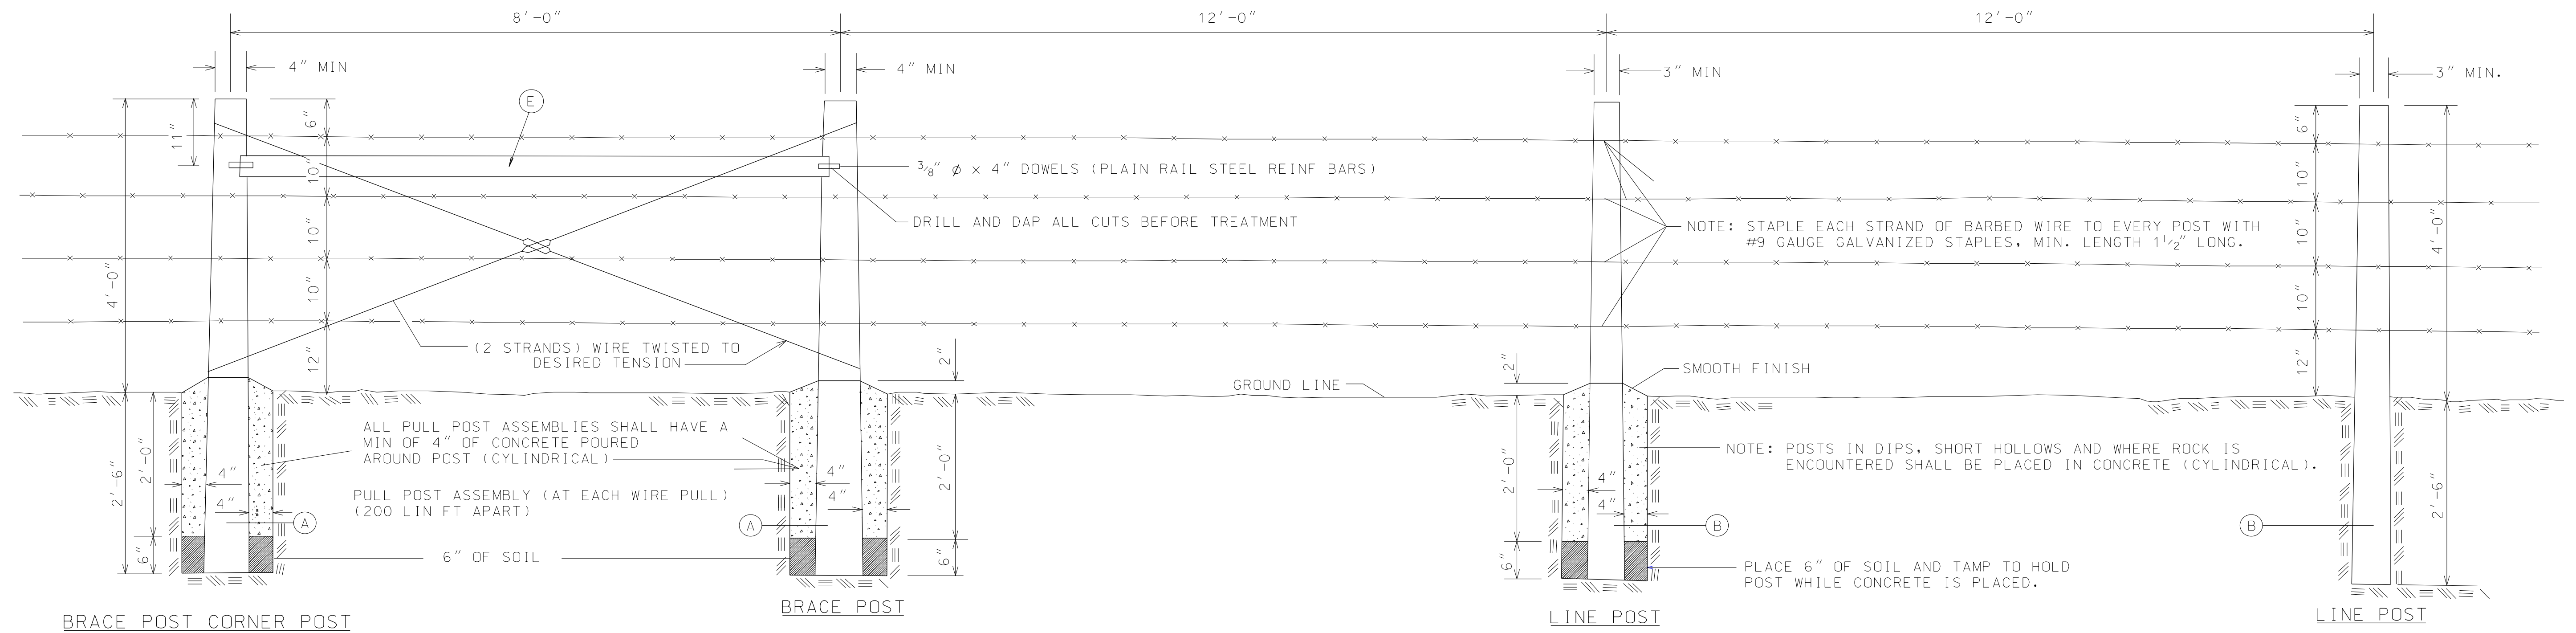 8'-0"
12'-0"
12'-0"
4" MIN
4" MIN
3" MIN
3" MIN.
E
11"
6"
10"
10"
10"
12"
4'-0"
3/8" Ø × 4" DOWELS (PLAIN RAIL STEEL REINF BARS)
DRILL AND DAP ALL CUTS BEFORE TREATMENT
NOTE: STAPLE EACH STRAND OF BARBED WIRE TO EVERY POST WITH
#9 GAUGE GALVANIZED STAPLES, MIN. LENGTH 1 1/2" LONG.
6"
10"
10"
10"
12"
4'-0"
(2 STRANDS) WIRE TWISTED TO
DESIRED TENSION
2"
GROUND LINE
2"
SMOOTH FINISH
ALL PULL POST ASSEMBLIES SHALL HAVE A
MIN OF 4" OF CONCRETE POURED
AROUND POST (CYLINDRICAL)
PULL POST ASSEMBLY (AT EACH WIRE PULL)
(200 LIN FT APART)
NOTE: POSTS IN DIPS, SHORT HOLLOWS AND WHERE ROCK IS
ENCOUNTERED SHALL BE PLACED IN CONCRETE (CYLINDRICAL).
2'-6"
2'-0"
6"
4"
4"
A
6" OF SOIL
A
4"
4"
2'-0"
6"
2'-0"
6"
4"
4"
B
PLACE 6" OF SOIL AND TAMP TO HOLD
POST WHILE CONCRETE IS PLACED.
B
2'-6"
BRACE POST CORNER POST
BRACE POST
LINE POST
LINE POST